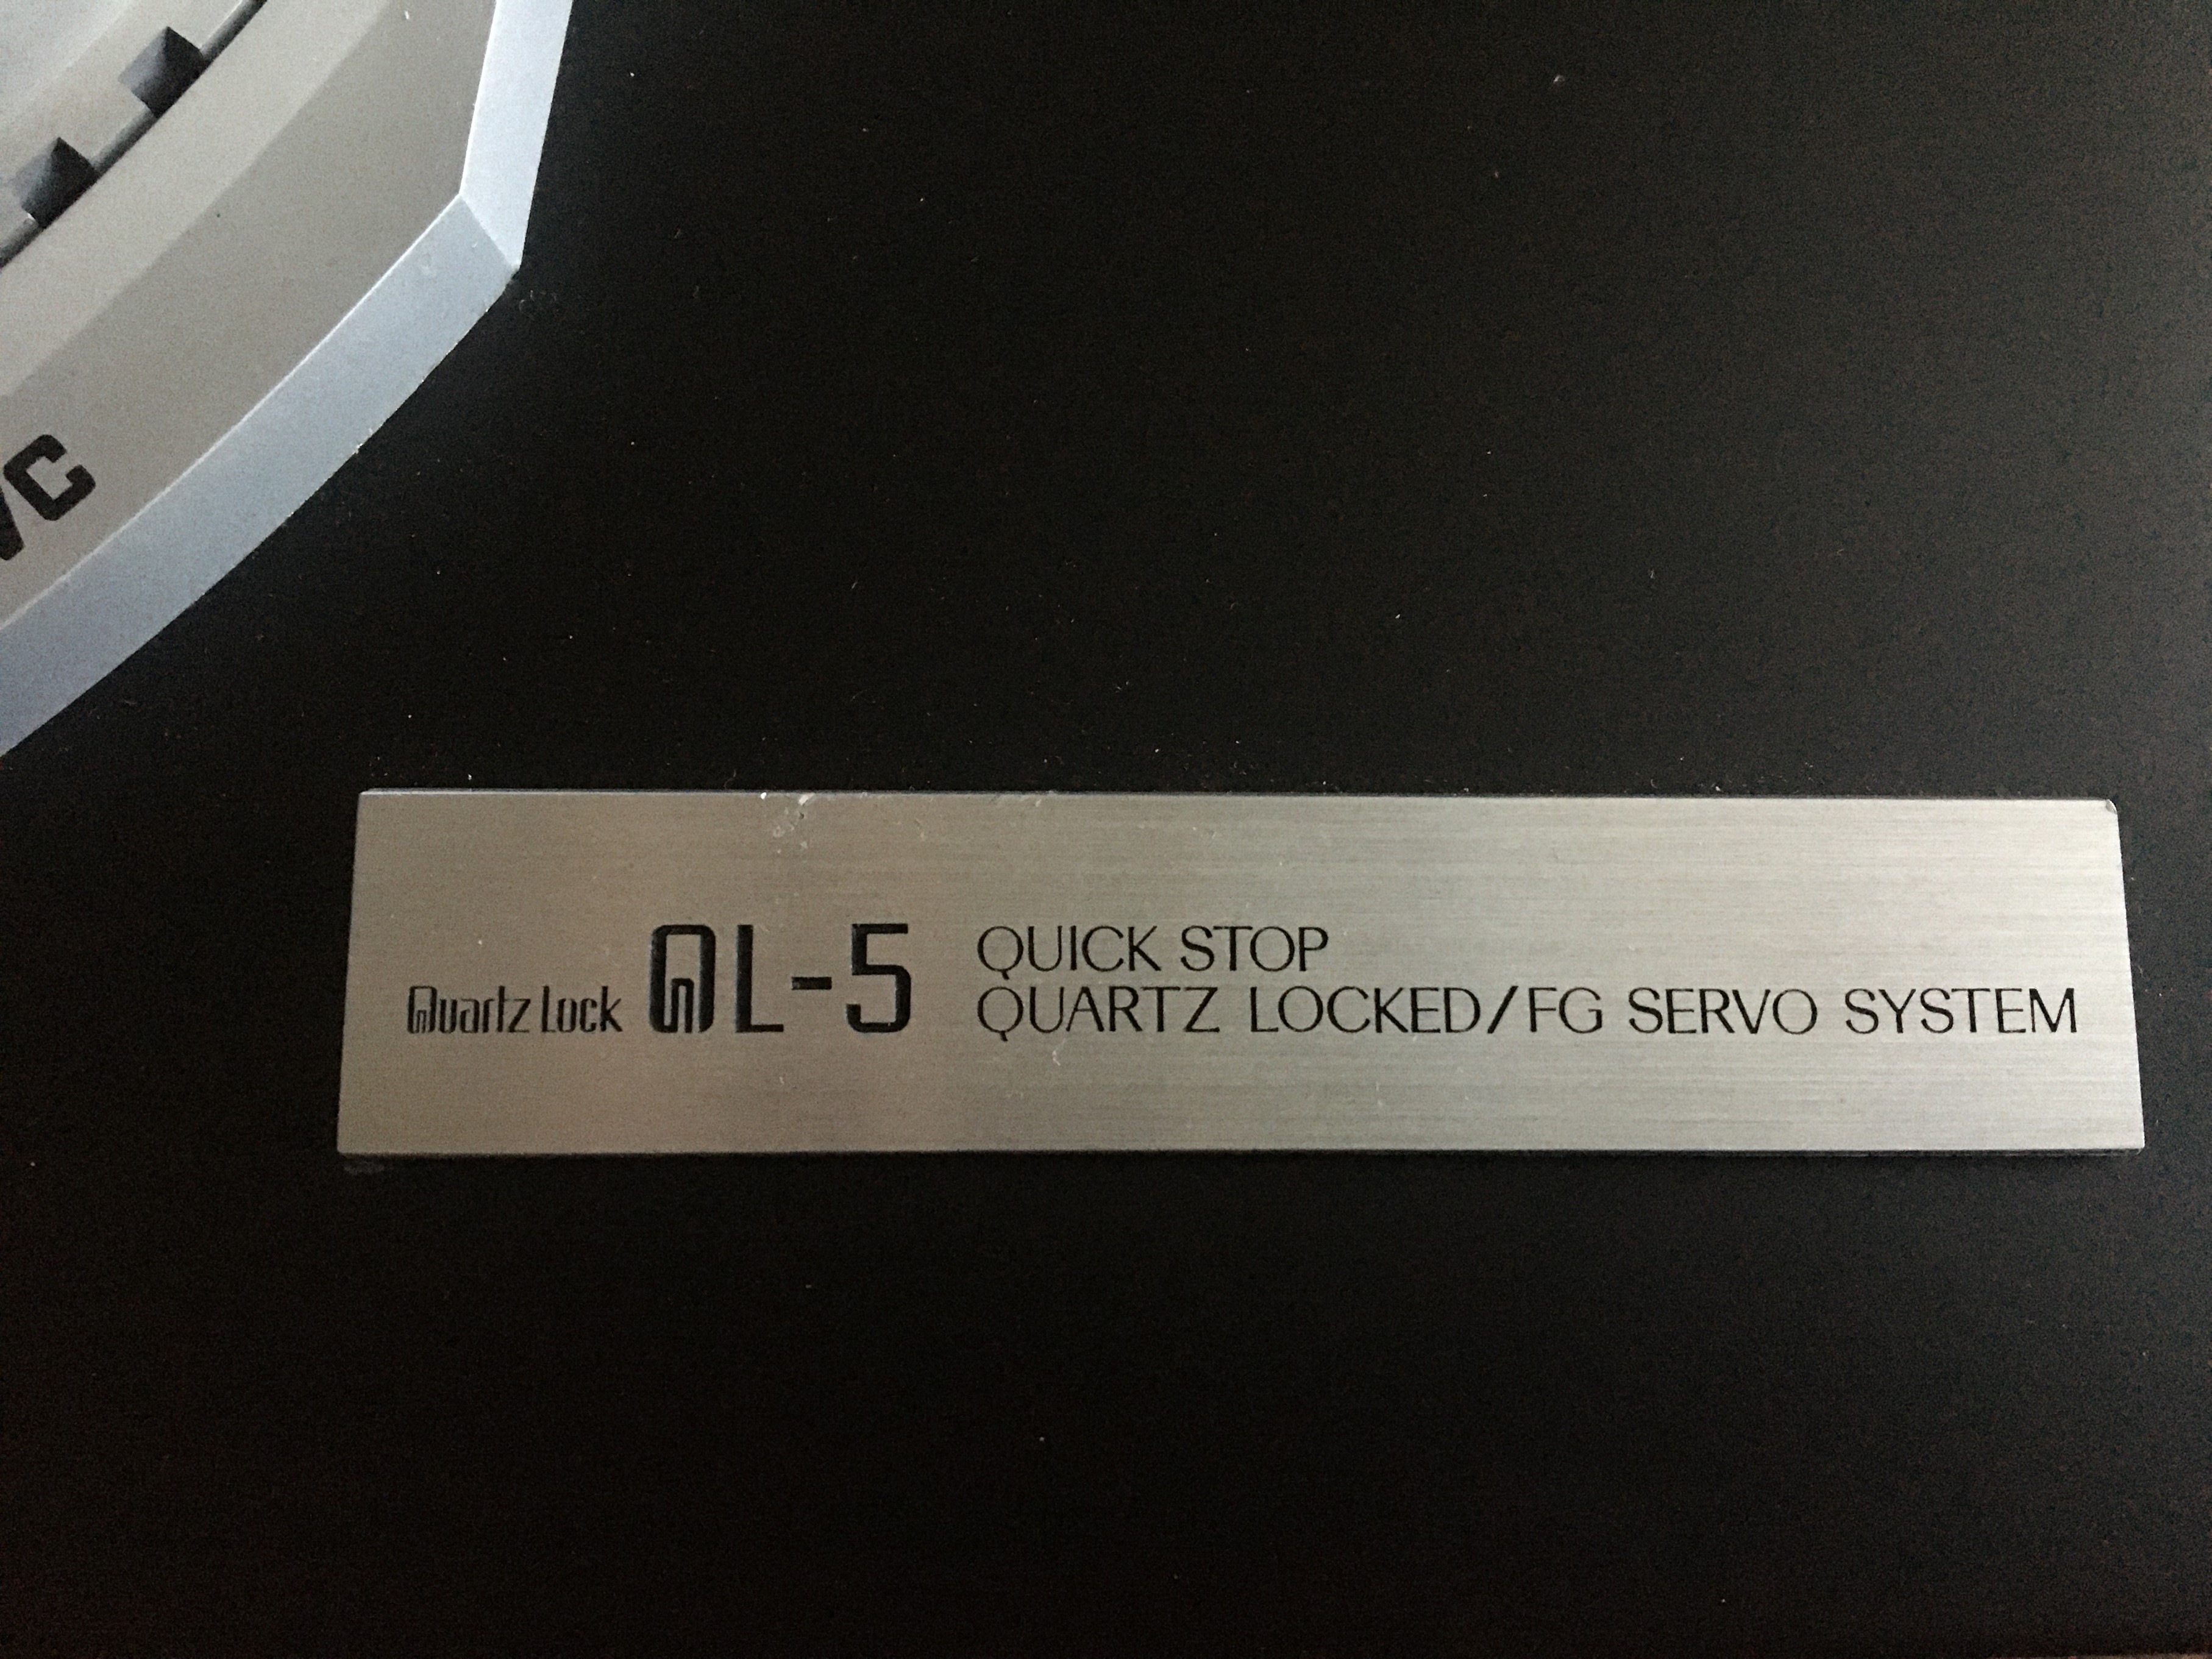 VC
Quartz Lock QL-5 QUICK STOP
QUARTZ LOCKED/FG SERVO SYSTEM